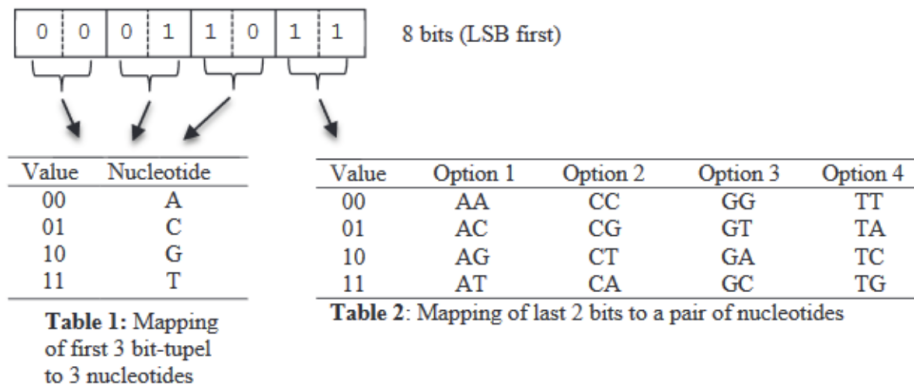 0 0 0 1 1 0 1 1 8 bits (LSB first)
Value Nucleotide
00 A
01 C
10 G
11 T
Table 1: Mapping
of first 3 bit-tupel
to 3 nucleotides
Value Option 1 Option 2 Option 3 Option 4
00 AA CC GG TT
01 AC CG GT TA
10 AG CT GA TC
11 AT CA GC TG
Table 2: Mapping of last 2 bits to a pair of nucleotides